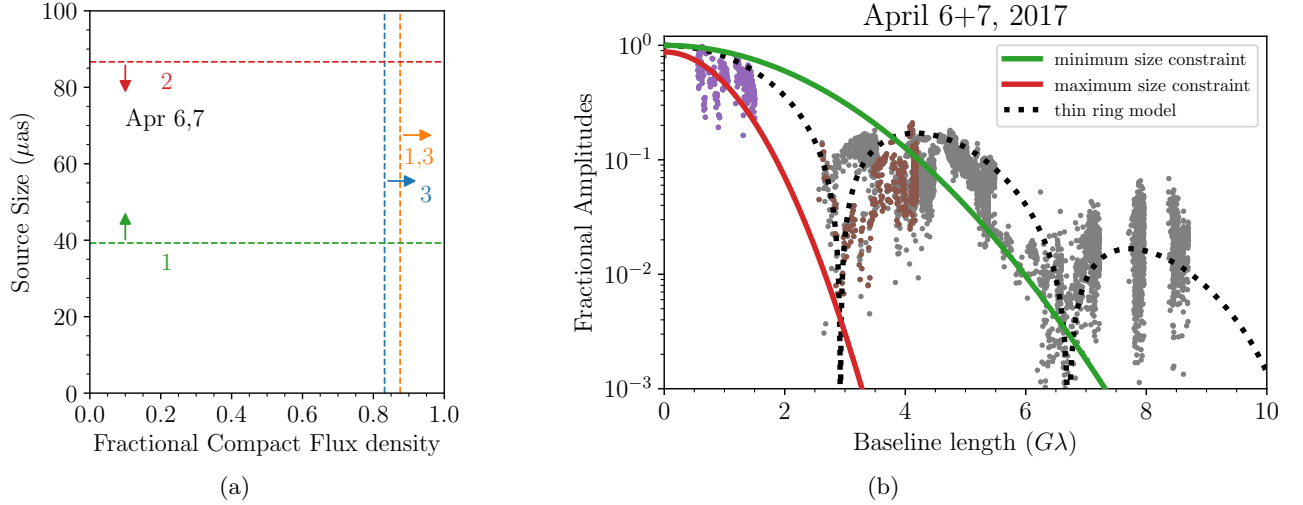 100
80
60
40
20
0
Source Size (μas)
2
Apr 6,7
1,3
3
1
0.0 0.2 0.4 0.6 0.8 1.0
Fractional Compact Flux density
(a)
April 6+7, 2017
10⁰
10⁻¹
10⁻²
10⁻³
Fractional Amplitudes
minimum size constraint
maximum size constraint
thin ring model
0 2 4 6 8 10
Baseline length (Gλ)
(b)